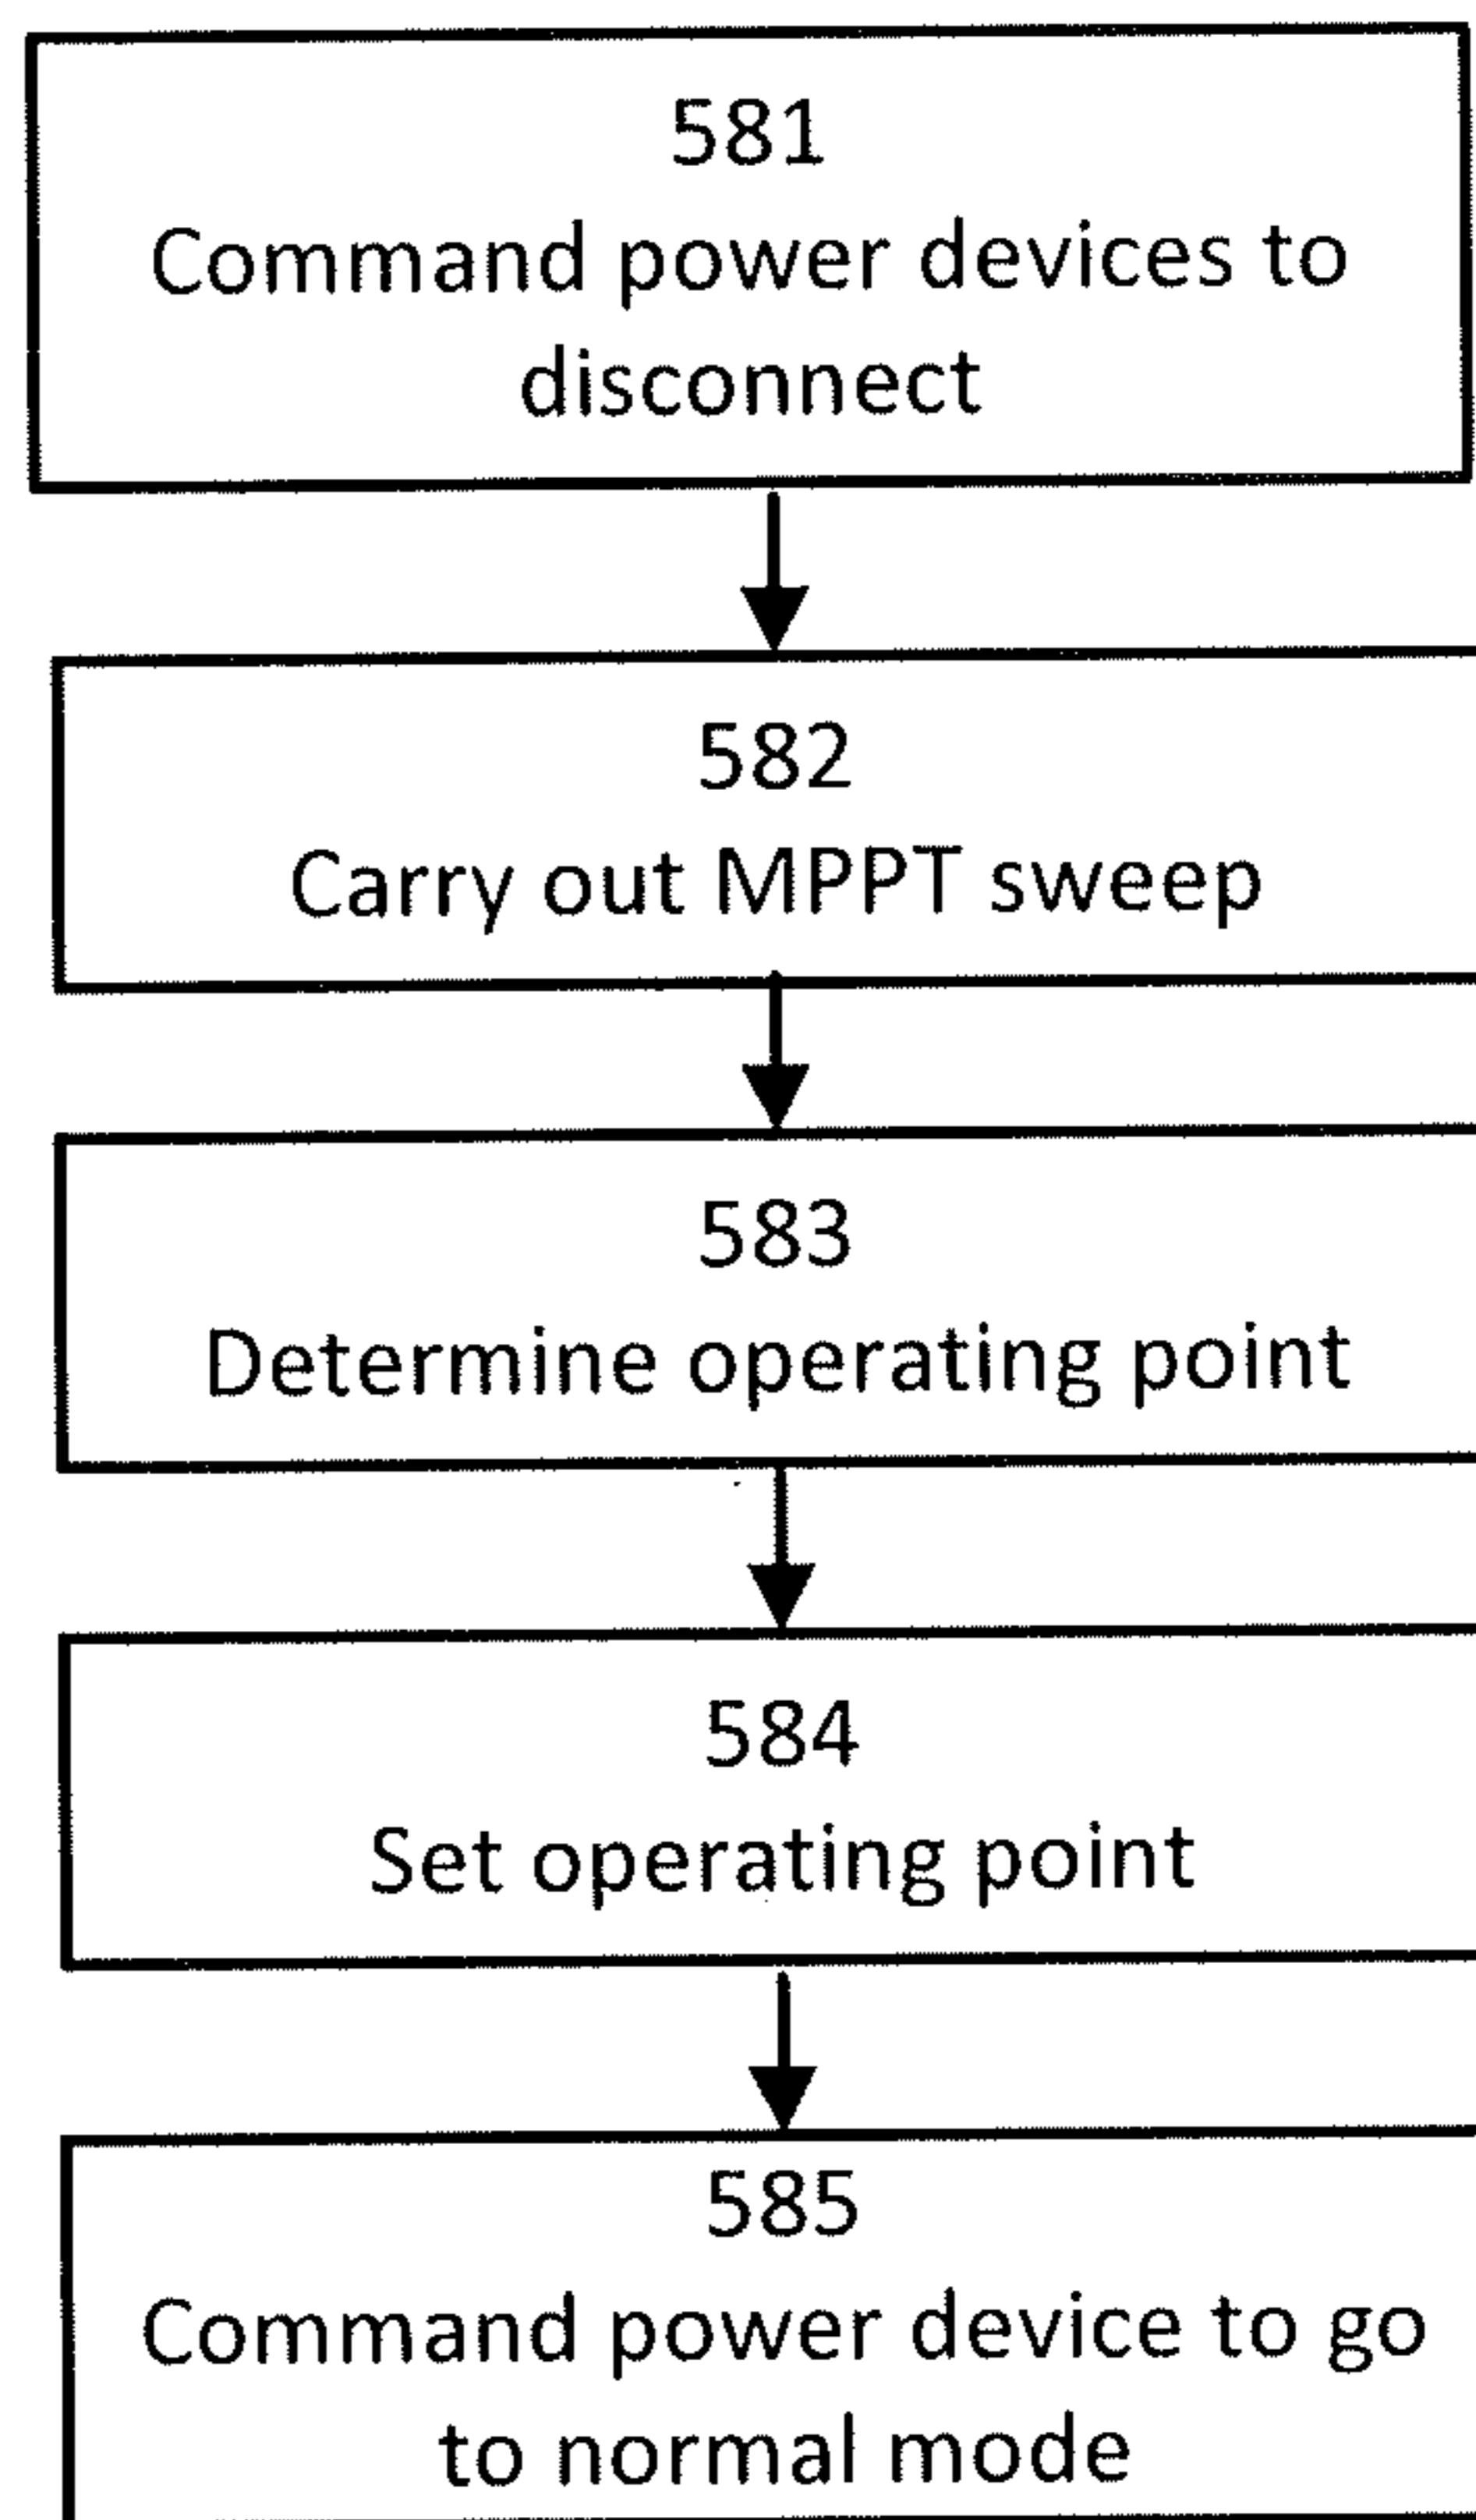 581
Command power devices to
disconnect
582
Carry out MPPT sweep
583
Determine operating point
584
Set operating point
585
Command power device to go
to normal mode